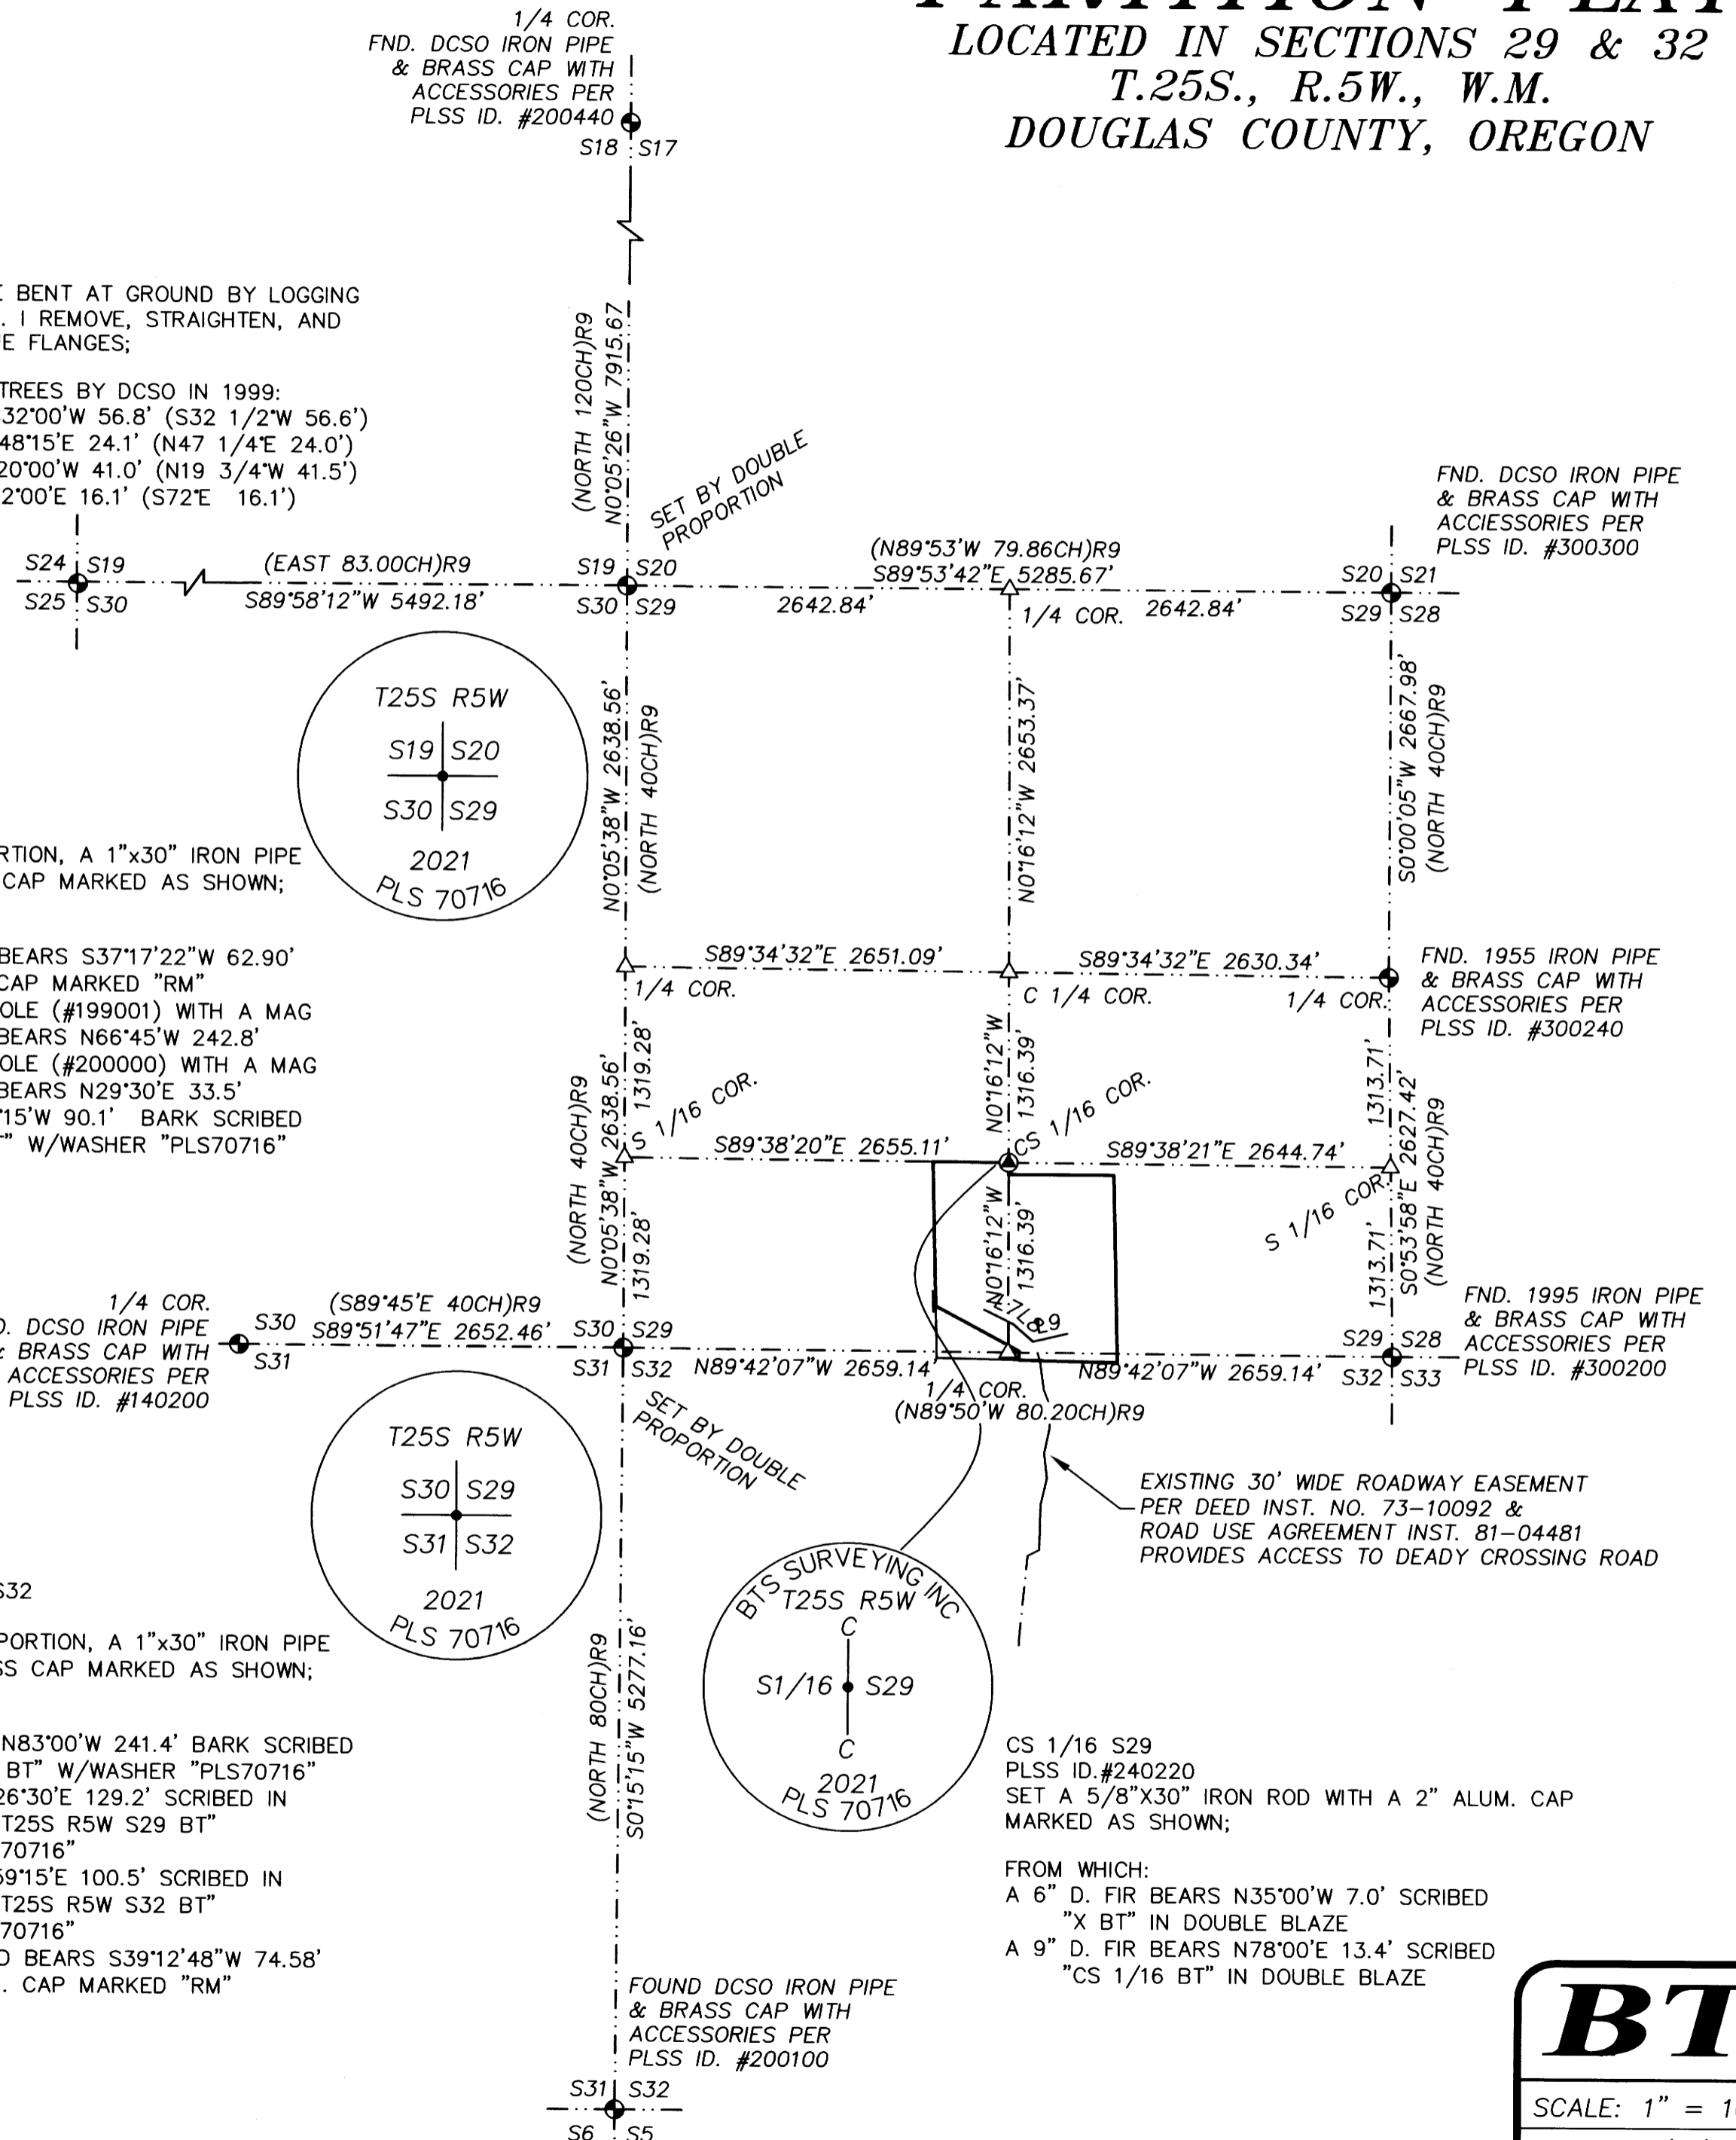 PARTITION PLAT
LOCATED IN SECTIONS 29 & 32
T.25S., R.5W., W.M.
DOUGLAS COUNTY, OREGON
1/4 COR.
FND. DCSO IRON PIPE
& BRASS CAP WITH
ACCESSORIES PER
PLSS ID. #200440
S18 S17
BENT AT GROUND BY LOGGING
. I REMOVE, STRAIGHTEN, AND
E FLANGES;
TREES BY DCSO IN 1999:
32°00'W 56.8' (S32 1/2°W 56.6')
48°15'E 24.1' (N47 1/4°E 24.0')
20°00'W 41.0' (N19 3/4°W 41.5')
2°00'E 16.1' (S72°E 16.1')
(NORTH 120CH)R9
N0°05'26"W 7915.67
SET BY DOUBLE
PROPORTION
FND. DCSO IRON PIPE
& BRASS CAP WITH
ACCIESSORIES PER
PLSS ID. #300300
S24 S19
S25 S30
(EAST 83.00CH)R9
S89°58'12"W 5492.18'
S19 S20
S30 S29
(N89°53'W 79.86CH)R9
S89°53'42"E 5285.67'
2642.84'
1/4 COR.
2642.84'
S20 S21
S29 S28
T25S R5W
S19 S20
S30 S29
2021
PLS 70716
N0°05'38"W 2638.56'
(NORTH 40CH)R9
N0°16'12"W 2653.37'
S0°00'05"W 2667.98'
(NORTH 40CH)R9
RTION, A 1"x30" IRON PIPE
CAP MARKED AS SHOWN;
BEARS S37°17'22"W 62.90'
CAP MARKED "RM"
OLE (#199001) WITH A MAG
BEARS N66°45'W 242.8'
OLE (#200000) WITH A MAG
BEARS N29°30'E 33.5'
°15'W 90.1' BARK SCRIBED
" W/WASHER "PLS70716"
S89°34'32"E 2651.09'
1/4 COR.
S89°34'32"E 2630.34'
C 1/4 COR.
1/4 COR.
FND. 1955 IRON PIPE
& BRASS CAP WITH
ACCESSORIES PER
PLSS ID. #300240
(NORTH 40CH)R9
N0°05'38"W 2638.56'
1319.28'
1319.28'
S 1/16 COR.
N0°16'12"W
1316.39'
CS 1/16 COR.
1313.71'
1313.71'
S0°53'58"E 2627.42'
(NORTH 40CH)R9
S89°38'20"E 2655.11'
S89°38'21"E 2644.74'
S 1/16 COR.
N0°16'12"W
1316.39'
L9
1/4 COR.
. DCSO IRON PIPE
BRASS CAP WITH
ACCESSORIES PER
PLSS ID. #140200
S30
S31
(S89°45'E 40CH)R9
S89°51'47"E 2652.46'
S30 S29
S31 S32
N89°42'07"W 2659.14'
1/4 COR.
(N89°50'W 80.20CH)R9
N89°42'07"W 2659.14'
S29 S28
S32 S33
FND. 1995 IRON PIPE
& BRASS CAP WITH
ACCESSORIES PER
PLSS ID. #300200
SET BY DOUBLE
PROPORTION
T25S R5W
S30 S29
S31 S32
2021
PLS 70716
EXISTING 30' WIDE ROADWAY EASEMENT
PER DEED INST. NO. 73-10092 &
ROAD USE AGREEMENT INST. 81-04481
PROVIDES ACCESS TO DEADY CROSSING ROAD
S32
PORTION, A 1"x30" IRON PIPE
SS CAP MARKED AS SHOWN;
(NORTH 80CH)R9
S0°15'15"W 5277.16'
BTS SURVEYING INC
T25S R5W
C
S1/16 S29
C
2021
PLS 70716
N83°00'W 241.4' BARK SCRIBED
BT" W/WASHER "PLS70716"
26°30'E 129.2' SCRIBED IN
T25S R5W S29 BT"
70716"
59°15'E 100.5' SCRIBED IN
T25S R5W S32 BT"
70716"
BEARS S39°12'48"W 74.58'
. CAP MARKED "RM"
CS 1/16 S29
PLSS ID.#240220
SET A 5/8"X30" IRON ROD WITH A 2" ALUM. CAP
MARKED AS SHOWN;
FROM WHICH:
A 6" D. FIR BEARS N35°00'W 7.0' SCRIBED
"X BT" IN DOUBLE BLAZE
A 9" D. FIR BEARS N78°00'E 13.4' SCRIBED
"CS 1/16 BT" IN DOUBLE BLAZE
FOUND DCSO IRON PIPE
& BRASS CAP WITH
ACCESSORIES PER
PLSS ID. #200100
S31 S32
S6 S5
BT
SCALE: 1" = 1